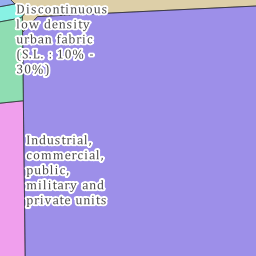 Discontinuous
low density
urban fabric
(S.L. : 10% -
30%)
Industrial,
commercial,
public,
military and
private units